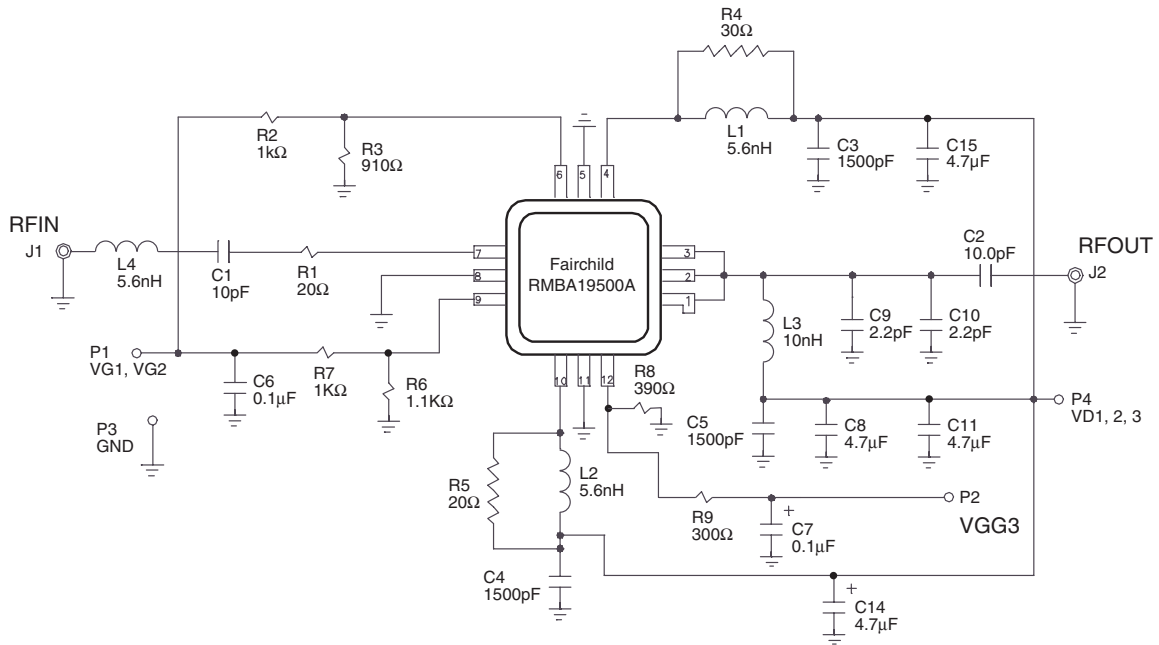 R4
30Ω
R2
1kΩ
R3
910Ω
L1
5.6nH
C3
1500pF
C15
4.7μF
6
5
4
RFIN
J1
L4
5.6nH
C1
10pF
R1
20Ω
7
8
9
Fairchild
RMBA19500A
3
2
1
C2
10.0pF
RFOUT
J2
L3
10nH
C9
2.2pF
C10
2.2pF
P1
VG1, VG2
C6
0.1μF
R7
1KΩ
R6
1.1KΩ
10
11
12
R8
390Ω
P3
GND
C5
1500pF
C8
4.7μF
C11
4.7μF
P4
VD1, 2, 3
R5
20Ω
L2
5.6nH
R9
300Ω
+
C7
0.1μF
P2
VGG3
C4
1500pF
+
C14
4.7μF